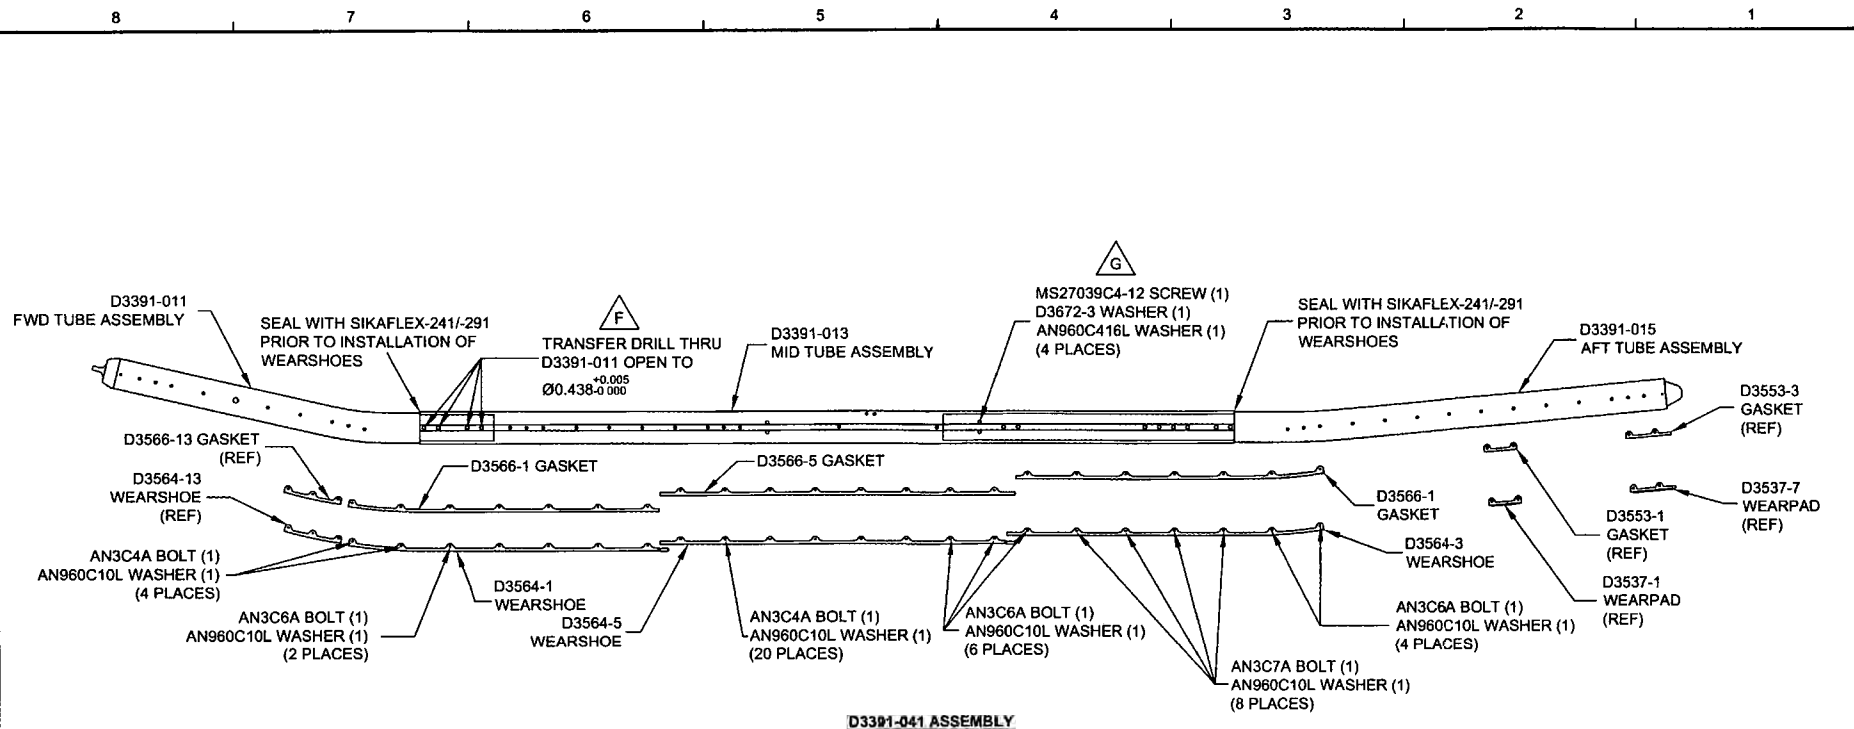 8 7 6 5 4 3 2 1
G
MS27039C4-12 SCREW (1)
D3672-3 WASHER (1)
AN960C416L WASHER (1)
(4 PLACES)
D3391-011
FWD TUBE ASSEMBLY
SEAL WITH SIKAFLEX-241/-291
PRIOR TO INSTALLATION OF
WEARSHOES
F
TRANSFER DRILL THRU
D3391-011 OPEN TO
Ø0.438 +0.005
-0.000
D3391-013
MID TUBE ASSEMBLY
SEAL WITH SIKAFLEX-241/-291
PRIOR TO INSTALLATION OF
WEARSHOES
D3391-015
AFT TUBE ASSEMBLY
D3553-3
GASKET
(REF)
D3566-13 GASKET
(REF)
D3566-1 GASKET
D3566-5 GASKET
D3564-13
WEARSHOE
(REF)
D3566-1
GASKET
D3537-7
WEARPAD
(REF)
D3553-1
GASKET
(REF)
D3564-3
WEARSHOE
AN3C4A BOLT (1)
AN960C10L WASHER (1)
(4 PLACES)
D3564-1
WEARSHOE
D3537-1
WEARPAD
(REF)
AN3C6A BOLT (1)
AN960C10L WASHER (1)
(2 PLACES)
D3564-5
WEARSHOE
AN3C4A BOLT (1)
AN960C10L WASHER (1)
(20 PLACES)
AN3C6A BOLT (1)
AN960C10L WASHER (1)
(6 PLACES)
AN3C6A BOLT (1)
AN960C10L WASHER (1)
(4 PLACES)
AN3C7A BOLT (1)
AN960C10L WASHER (1)
(8 PLACES)
D3391-041 ASSEMBLY